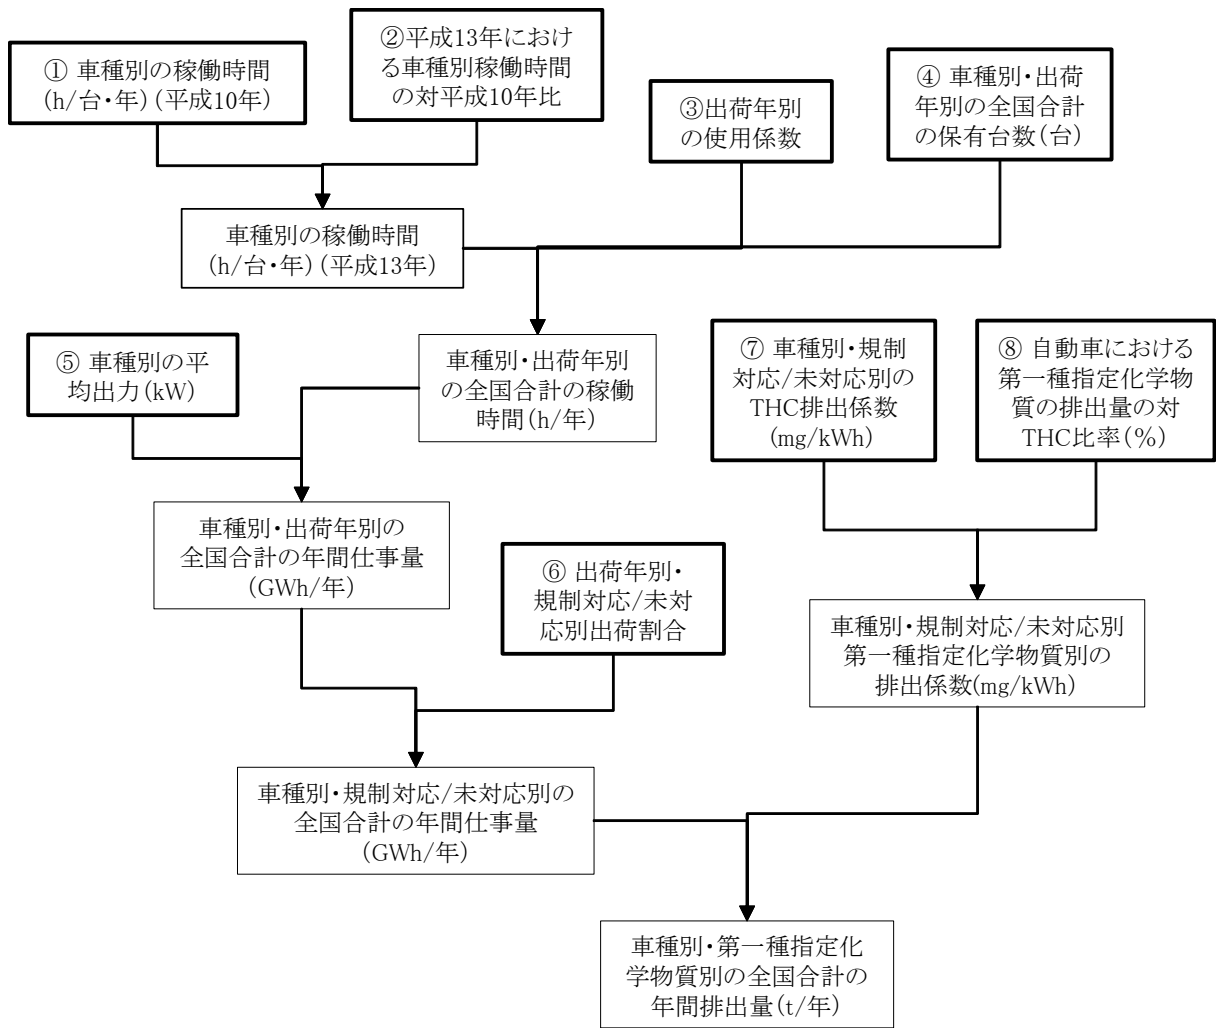 ① 車種別の稼働時間
(h/台・年)(平成10年)
②平成13年におけ
る車種別稼働時間
の対平成10年比
③出荷年別
の使用係数
④ 車種別・出荷
年別の全国合計
の保有台数(台)
車種別の稼働時間
(h/台・年)(平成13年)
⑤ 車種別の平
均出力(kW)
車種別・出荷年別
の全国合計の稼働
時間(h/年)
⑦ 車種別・規制
対応/未対応別の
THC排出係数
(mg/kWh)
⑧ 自動車における
第一種指定化学物
質の排出量の対
THC比率(%)
車種別・出荷年別の
全国合計の年間仕事量
(GWh/年)
⑥ 出荷年別・
規制対応/未対
応別出荷割合
車種別・規制対応/未対応別
第一種指定化学物質別の
排出係数(mg/kWh)
車種別・規制対応/未対応別の
全国合計の年間仕事量
(GWh/年)
車種別・第一種指定化
学物質別の全国合計の
年間排出量(t/年)